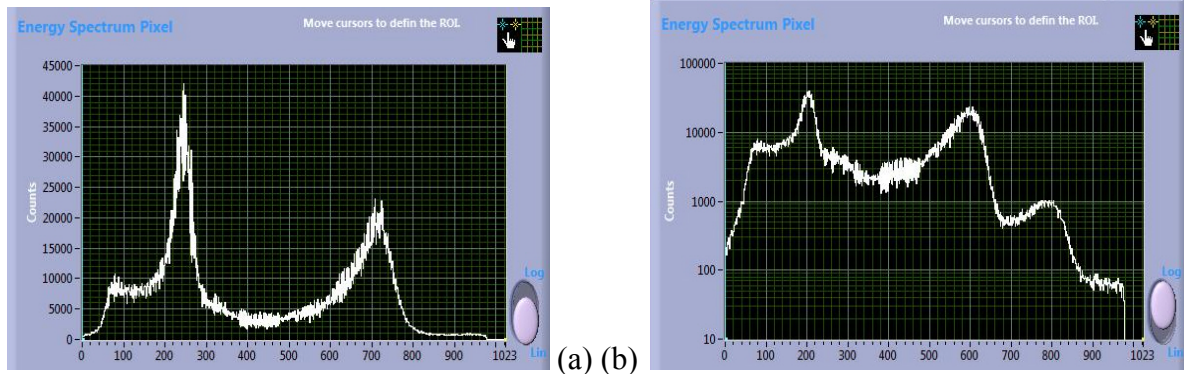 Energy Spectrum Pixel
Move cursors to defin the ROL
45000
40000
35000
30000
25000
20000
15000
10000
5000
0
Counts
0 100 200 300 400 500 600 700 800 900 1023
Log
Lin
(a) (b)
Energy Spectrum Pixel
Move cursors to defin the ROL
100000
10000
1000
100
10
Counts
0 100 200 300 400 500 600 700 800 900 1023
Log
Lin